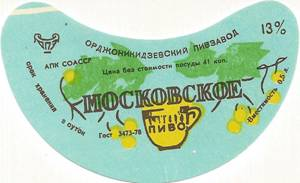 ОРДЖОНИКИДЗЕВСКИЙ ПИВЗАВОД
13%
АПК СОАССР
Цена без стоимости посуды 41 коп.
срок хранения
8 суток
МОСКОВСКОЕ
ПИВО
Гост 3473-78
Вместимость 0,5 л